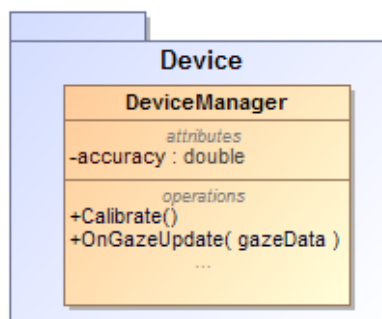 Device
DeviceManager
attributes
-accuracy : double
operations
+Calibrate()
+OnGazeUpdate( gazeData )
...